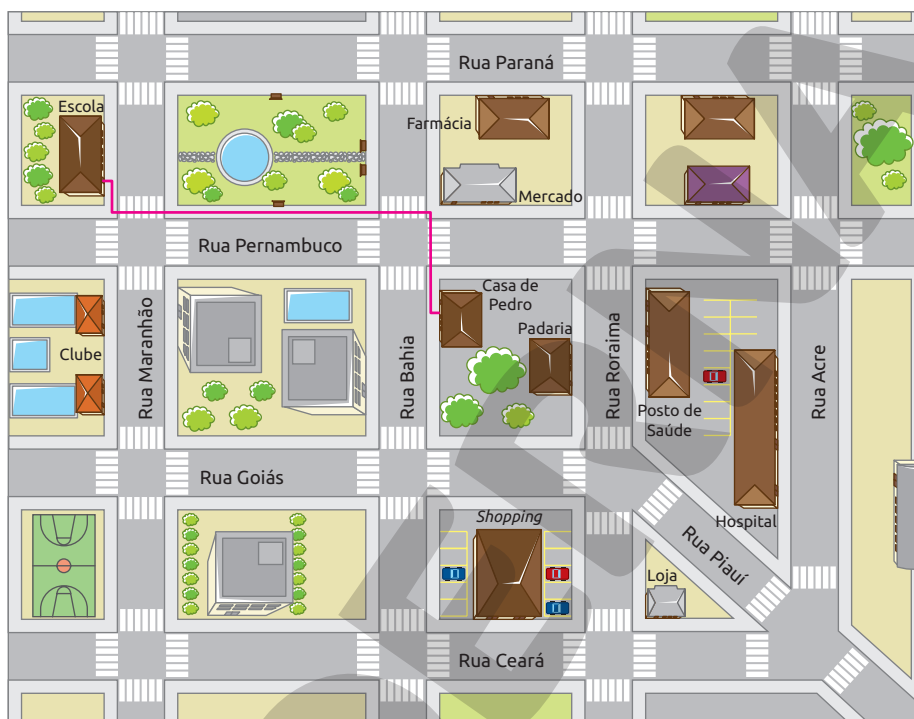 Rua Paraná
Escola
Farmácia
Mercado
Rua Pernambuco
Casa de
Pedro
Padaria
Clube
Rua Maranhão
Rua Bahia
Rua Roraima
Rua Acre
Posto de
Saúde
Rua Goiás
Shopping
Hospital
Rua Piauí
Loja
Rua Ceará